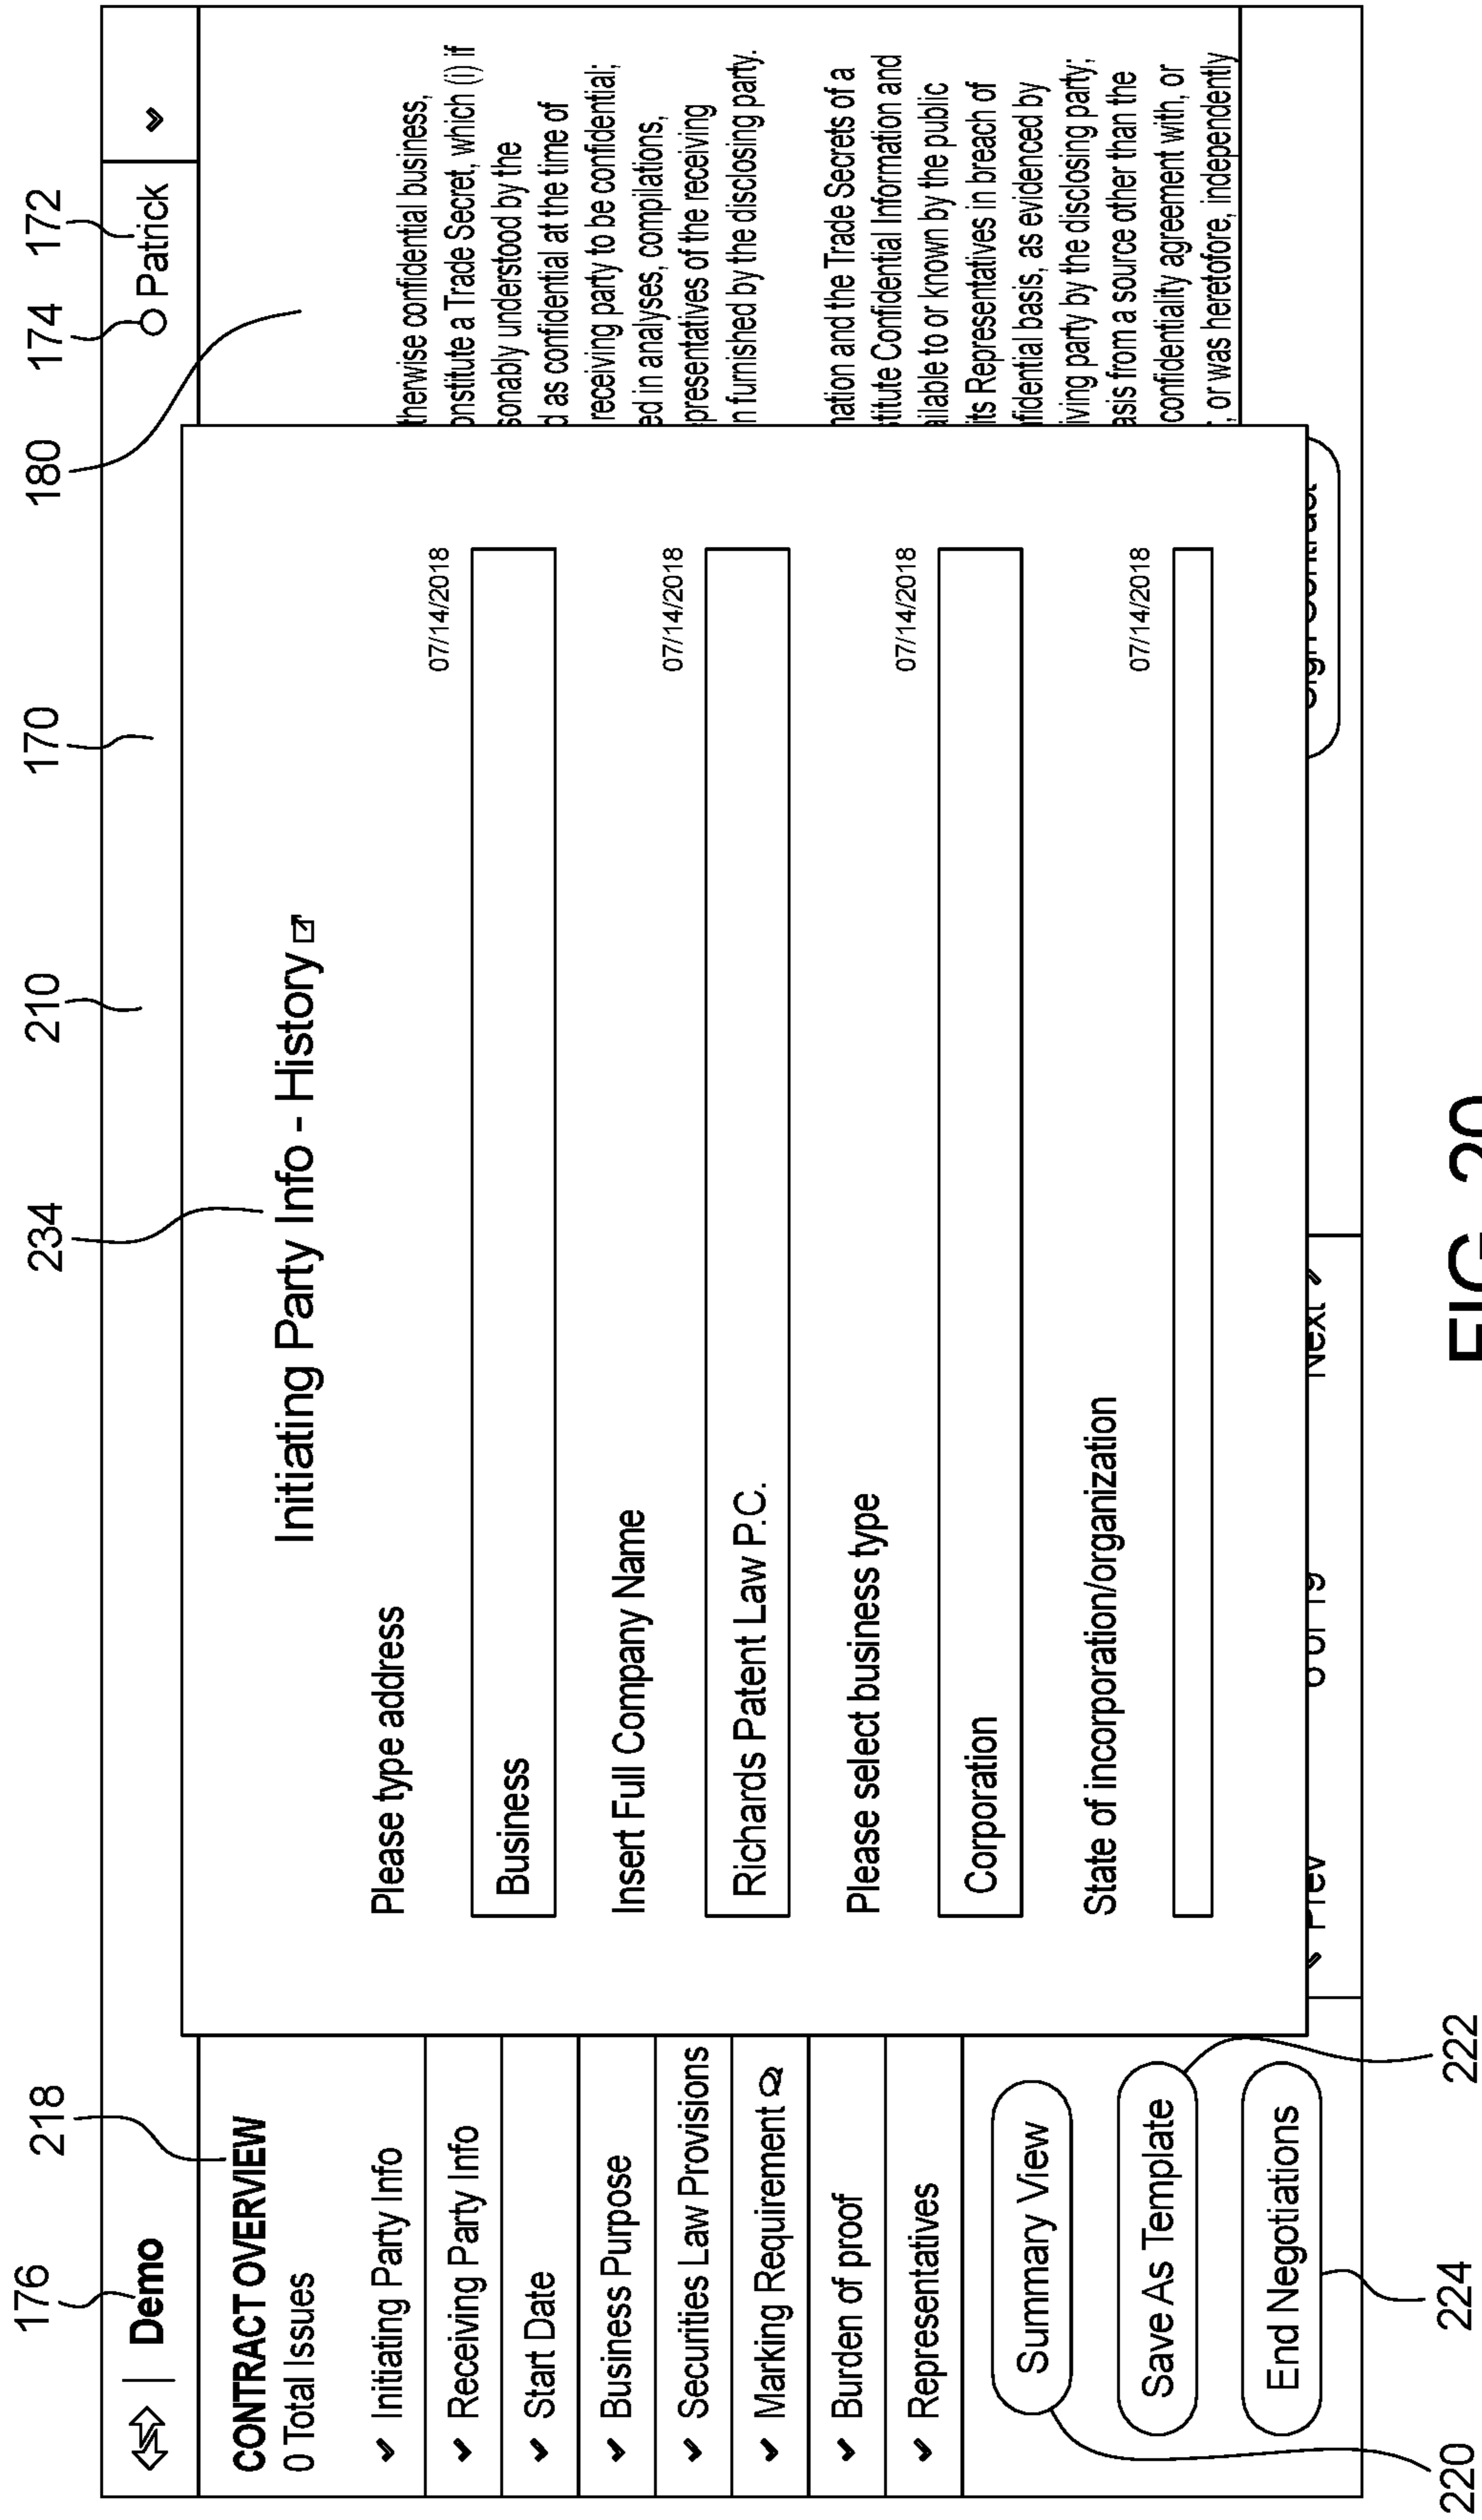 176
218
234
210
170
180
174
172
Demo
Patrick
CONTRACT OVERVIEW
0 Total Issues
Initiating Party Info
Receiving Party Info
Start Date
Business Purpose
Securities Law Provisions
Marking Requirement
Burden of proof
Representatives
Summary View
Save As Template
End Negotiations
Initiating Party Info - History
Please type address
07/14/2018
Business
Insert Full Company Name
07/14/2018
Richards Patent Law P.C.
Please select business type
07/14/2018
Corporation
State of incorporation/organization
07/14/2018
therwise confidential business,
onstitute a Trade Secret, which (i) if
sonably understood by the
d as confidential at the time of
receiving party to be confidential;
ed in analyses, compilations,
presentatives of the receiving
n furnished by the disclosing party.
nation and the Trade Secrets of a
titute Confidential Information and
ailable to or known by the public
its Representatives in breach of
nfidential basis, as evidenced by
iving party by the disclosing party;
asis from a source other than the
confidentiality agreement with, or
, or was heretofore, independently
Prev
Next
Sign Contract
220
224
222
FIG. 20